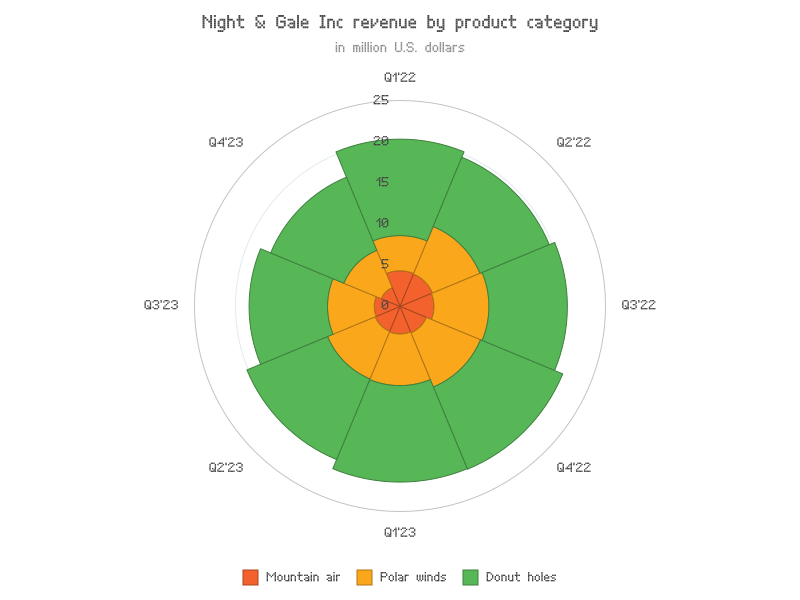 Night & Gale Inc revenue by product category
in million U.S. dollars
Q1'22
25
Q4'23
20
Q2'22
15
10
5
Q3'23
0
Q3'22
Q2'23
Q4'22
Q1'23
Mountain air
Polar winds
Donut holes